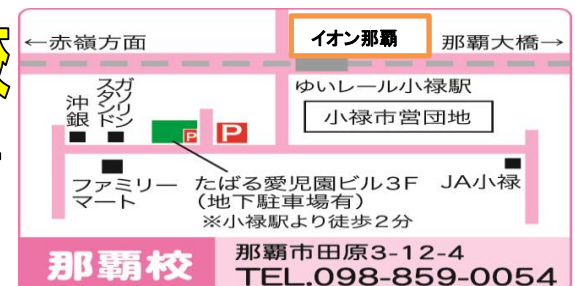 ←赤嶺方面
イオン那覇
那覇大橋→
ゆいレール小禄駅
小禄市営団地
沖銀
ガソリン
スタンド
P
P
ファミリー
マート
たばる愛児園ビル3F
(地下駐車場有)
※小禄駅より徒歩2分
JA小禄
那覇校
那覇市田原3-12-4
TEL.098-859-0054